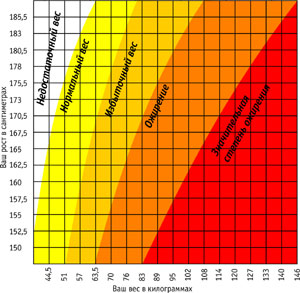 Ваш рост в сантиметрах
185,5
183
180,5
178
175,5
173
170,5
167,5
165
162,5
160
157,5
155
152,5
150
Недостаточный вес
Нормальный вес
Избыточный вес
Ожирение
Значительная
степень ожирения
44,5 51 57 63,5 70 76 83 89 95 102 108 114 120 127 133 140 146
Ваш вес в килограммах